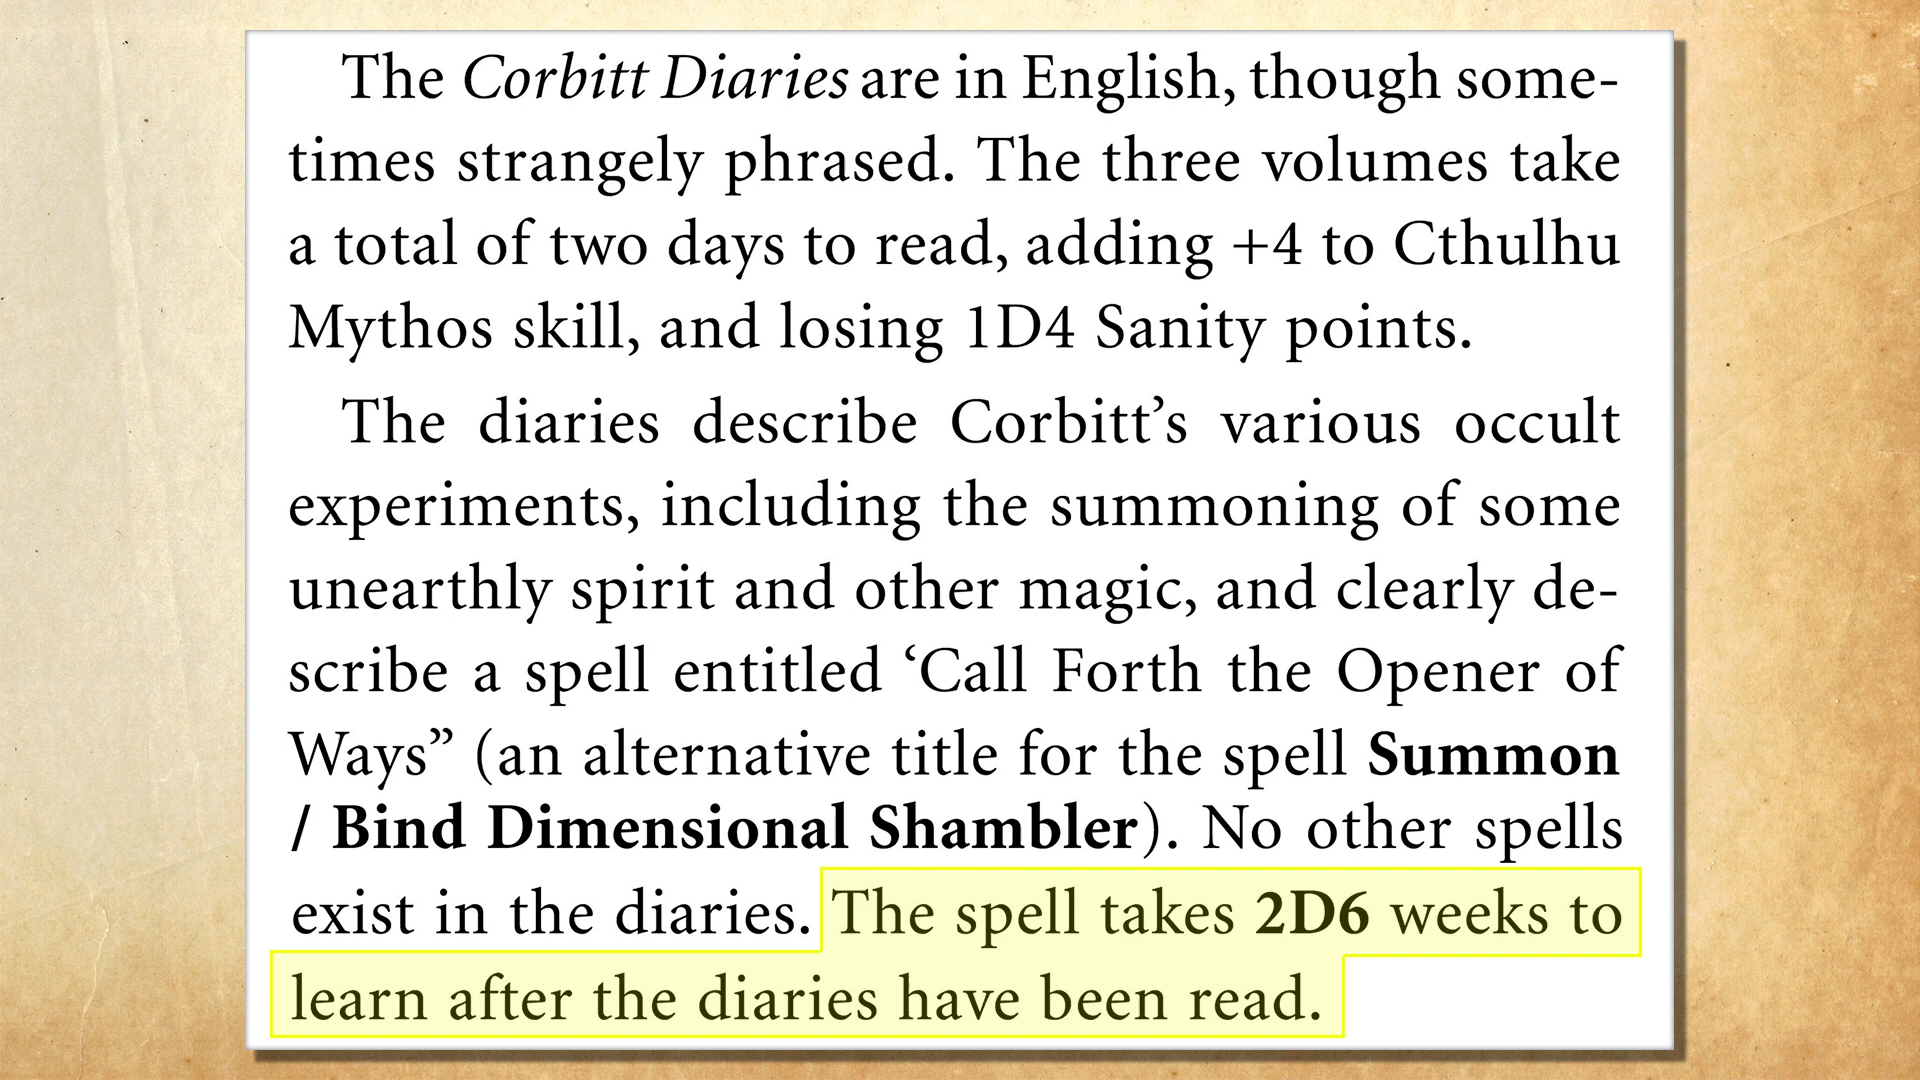 The Corbitt Diaries are in English, though some-
times strangely phrased. The three volumes take
a total of two days to read, adding +4 to Cthulhu
Mythos skill, and losing 1D4 Sanity points.
The diaries describe Corbitt’s various occult
experiments, including the summoning of some
unearthly spirit and other magic, and clearly de-
scribe a spell entitled ‘Call Forth the Opener of
Ways” (an alternative title for the spell Summon
/ Bind Dimensional Shambler). No other spells
exist in the diaries. The spell takes 2D6 weeks to
learn after the diaries have been read.